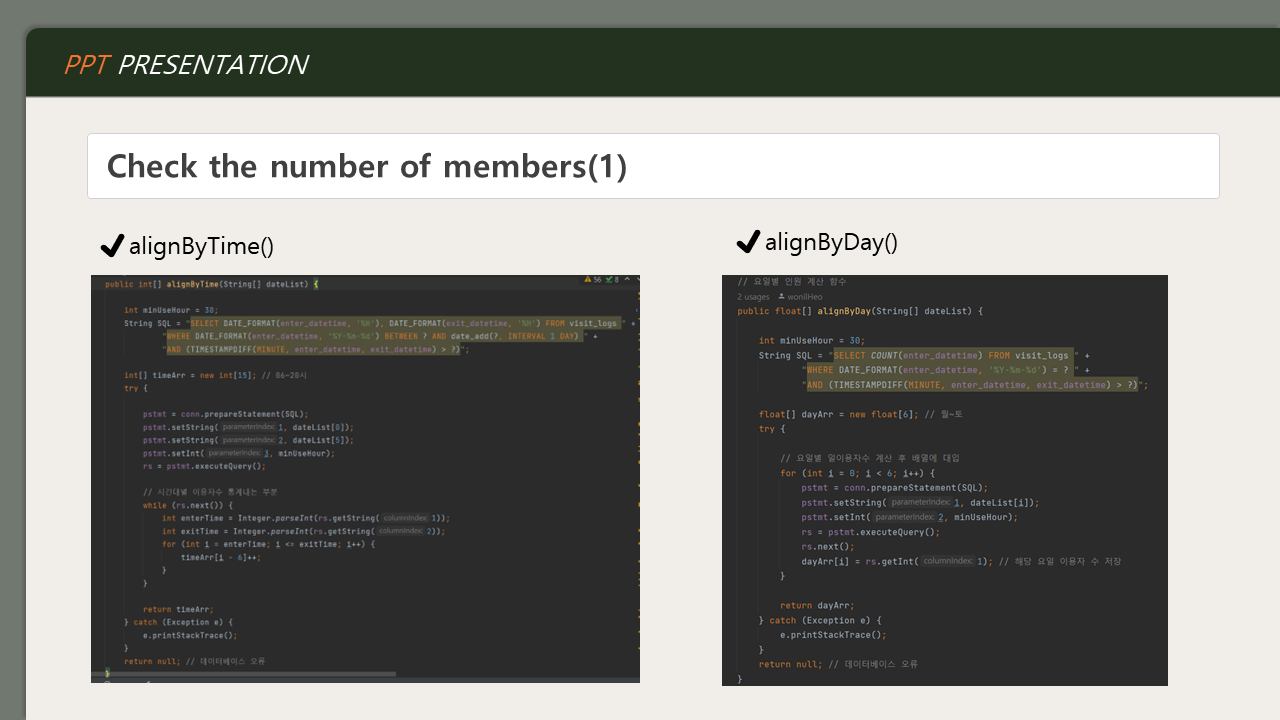 PPT PRESENTATION
Check the number of members(1)
alignByTime()
public int[] alignByTime(String[] dateList) {
56 8
int minUseHour = 30;
String SQL = "SELECT DATE_FORMAT(enter_datetime, '%H'), DATE_FORMAT(exit_datetime, '%H') FROM visit_logs " +
"WHERE DATE_FORMAT(enter_datetime, '%Y-%m-%d') BETWEEN ? AND date_add(?, INTERVAL 1 DAY) " +
"AND (TIMESTAMPDIFF(MINUTE, enter_datetime, exit_datetime) > ?)";
int[] timeArr = new int[15]; // 06~20시
try {
pstmt = conn.prepareStatement(SQL);
pstmt.setString( parameterIndex: 1, dateList[0]);
pstmt.setString( parameterIndex: 2, dateList[5]);
pstmt.setInt( parameterIndex: 3, minUseHour);
rs = pstmt.executeQuery();
// 시간대별 이용자수 통계내는 부분
while (rs.next()) {
int enterTime = Integer.parseInt(rs.getString( columnIndex: 1));
int exitTime = Integer.parseInt(rs.getString( columnIndex: 2));
for (int i = enterTime; i <= exitTime; i++) {
timeArr[i - 6]++;
}
}
return timeArr;
} catch (Exception e) {
e.printStackTrace();
}
return null; // 데이터베이스 오류
}
alignByDay()
// 요일별 인원 계산 함수
2 usages wonilHeo
public float[] alignByDay(String[] dateList) {
int minUseHour = 30;
String SQL = "SELECT COUNT(enter_datetime) FROM visit_logs " +
"WHERE DATE_FORMAT(enter_datetime, '%Y-%m-%d') = ? " +
"AND (TIMESTAMPDIFF(MINUTE, enter_datetime, exit_datetime) > ?)";
float[] dayArr = new float[6]; // 월~토
try {
// 요일별 일이용자수 계산 후 배열에 대입
for (int i = 0; i < 6; i++) {
pstmt = conn.prepareStatement(SQL);
pstmt.setString( parameterIndex: 1, dateList[i]);
pstmt.setInt( parameterIndex: 2, minUseHour);
rs = pstmt.executeQuery();
rs.next();
dayArr[i] = rs.getInt( columnIndex: 1); // 해당 요일 이용자 수 저장
}
return dayArr;
} catch (Exception e) {
e.printStackTrace();
}
return null; // 데이터베이스 오류
}